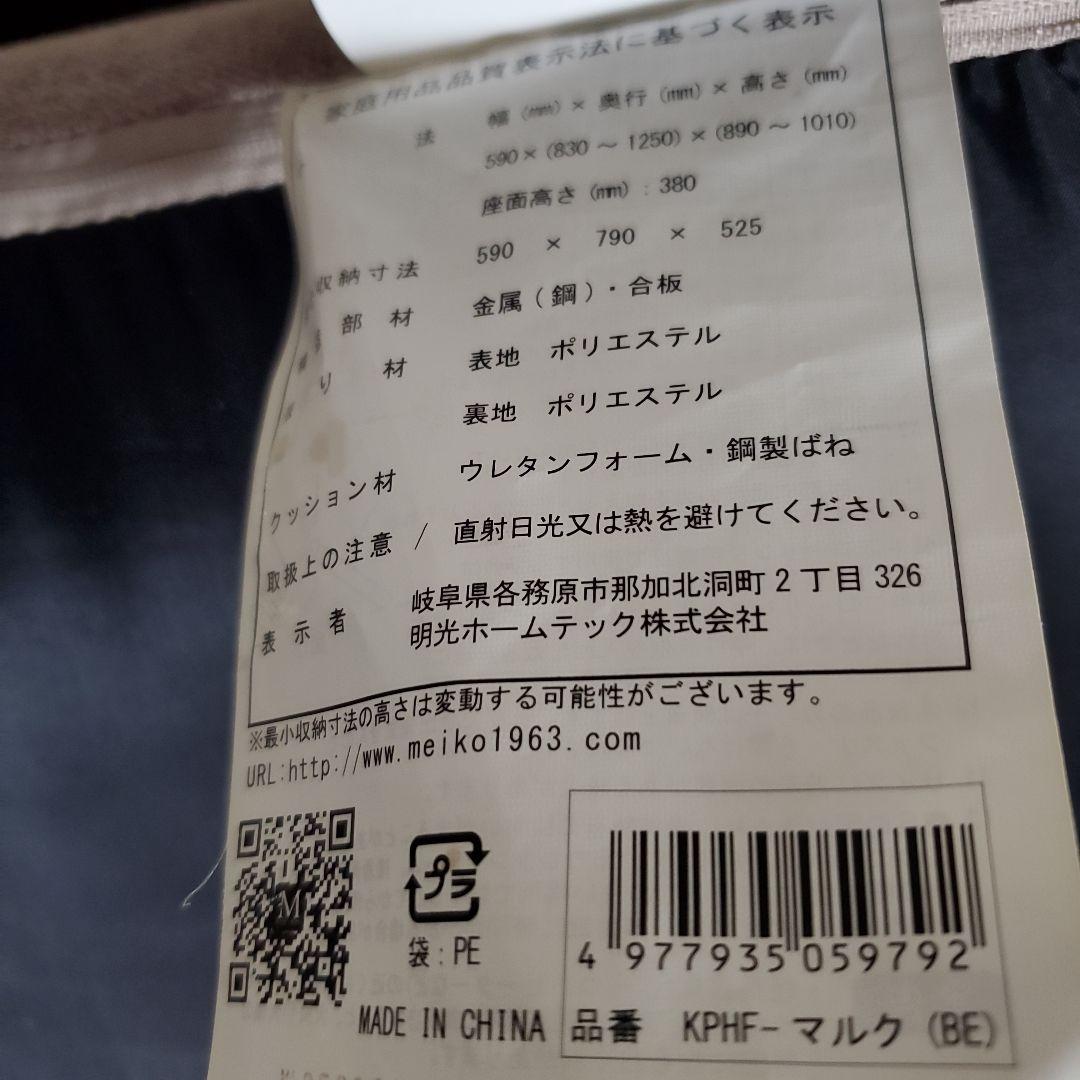 家庭用品品質表示法に基づく表示
法 幅(mm)×奥行(mm)×高さ(mm)
590×(830～1250)×(890～1010)
座面高さ(mm):380
収納寸法 590 × 790 × 525
部材 金属(鋼)・合板
り材 表地 ポリエステル
裏地 ポリエステル
クッション材 ウレタンフォーム・鋼製ばね
取扱上の注意 / 直射日光又は熱を避けてください。
表示者 岐阜県各務原市那加北洞町2丁目326
明光ホームテック株式会社
※最小収納寸法の高さは変動する可能性がございます。
URL:http://www.meiko1963.com
M
プラ
袋:PE
MADE IN CHINA
4 977935 059792
品番 KPHF-マルク(BE)